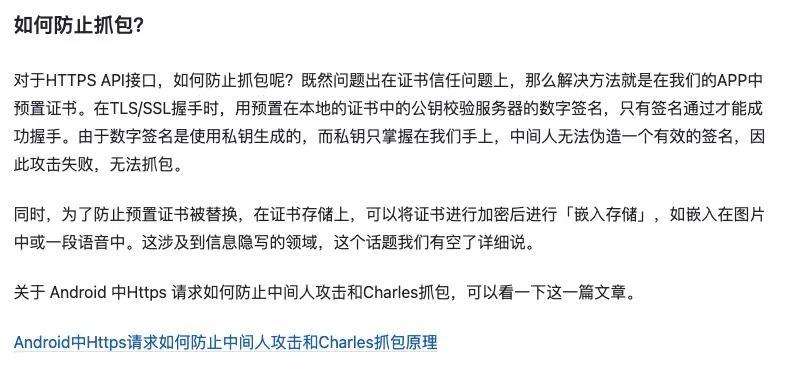 如何防止抓包?
对于HTTPS API接口，如何防止抓包呢？既然问题出在证书信任问题上，那么解决方法就是在我们的APP中
预置证书。在TLS/SSL握手时，用预置在本地的证书中的公钥校验服务器的数字签名，只有签名通过才能成
功握手。由于数字签名是使用私钥生成的，而私钥只掌握在我们手上，中间人无法伪造一个有效的签名，因
此攻击失败，无法抓包。
同时，为了防止预置证书被替换，在证书存储上，可以将证书进行加密后进行「嵌入存储」，如嵌入在图片
中或一段语音中。这涉及到信息隐写的领域，这个话题我们有空了详细说。
关于 Android 中Https 请求如何防止中间人攻击和Charles抓包，可以看一下这一篇文章。
Android中Https请求如何防止中间人攻击和Charles抓包原理